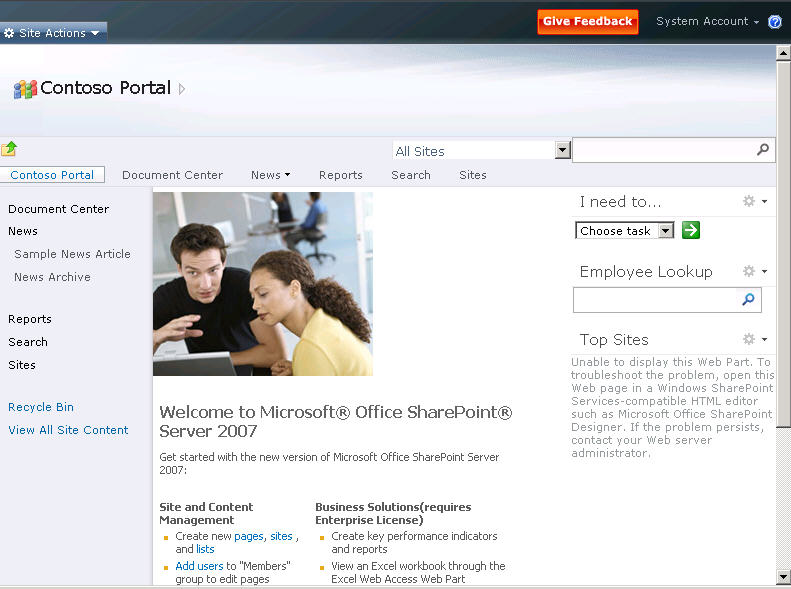 Give Feedback
System Account
Site Actions
Contoso Portal
All Sites
Contoso Portal
Document Center
News
Reports
Search
Sites
Document Center
News
Sample News Article
News Archive
Reports
Search
Sites
Recycle Bin
View All Site Content
Welcome to Microsoft® Office SharePoint®
Server 2007
Get started with the new version of Microsoft Office SharePoint Server
2007:
Site and Content
Management
Create new pages, sites ,
and lists
Add users to "Members"
group to edit pages
Business Solutions(requires
Enterprise License)
Create key performance indicators
and reports
View an Excel workbook through the
Excel Web Access Web Part
I need to...
Choose task
Employee Lookup
Top Sites
Unable to display this Web Part. To
troubleshoot the problem, open this
Web page in a Windows SharePoint
Services-compatible HTML editor
such as Microsoft Office SharePoint
Designer. If the problem persists,
contact your Web server
administrator.